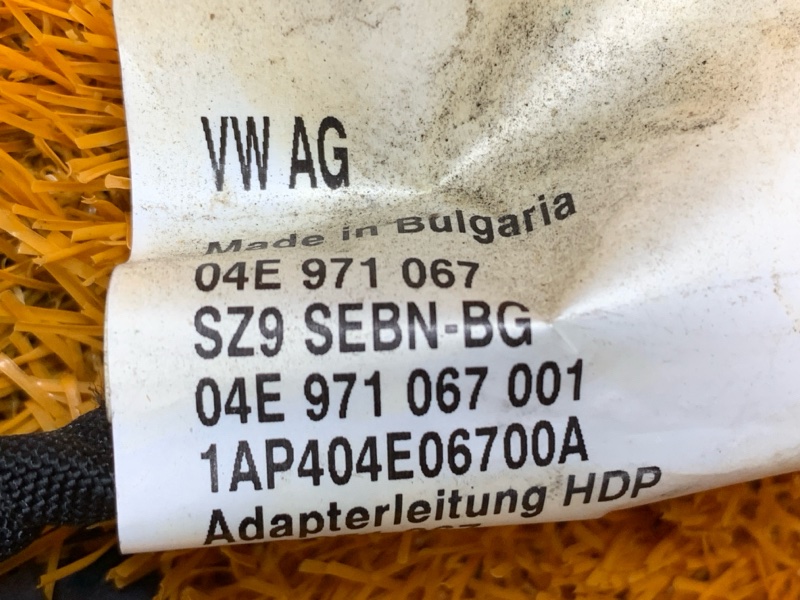 VW AG
Made in Bulgaria
04E 971 067
SZ9 SEBN-BG
04E 971 067 001
1AP404E06700A
Adapterleitung HDP